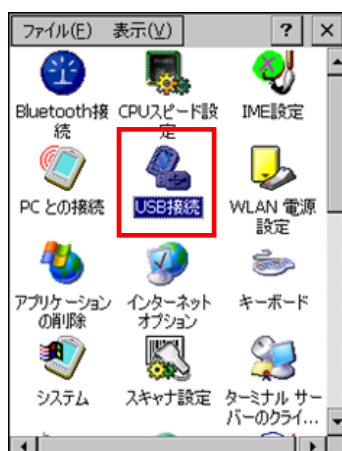 ファイル(F) 表示(V) ? ×
Bluetooth接 CPUスピード設 IME設定
続 定
PC との接続 USB接続 WLAN 電源
設定
アプリケーション インターネット キーボード
の削除 オプション
システム スキャナ設定 ターミナル サー
バーのクライ...